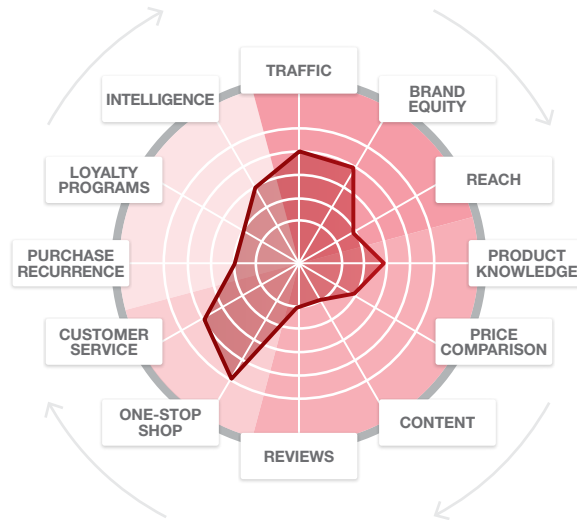 TRAFFIC
BRAND
EQUITY
REACH
PRODUCT
KNOWLEDGE
PRICE
COMPARISON
CONTENT
REVIEWS
ONE-STOP
SHOP
CUSTOMER
SERVICE
PURCHASE
RECURRENCE
LOYALTY
PROGRAMS
INTELLIGENCE